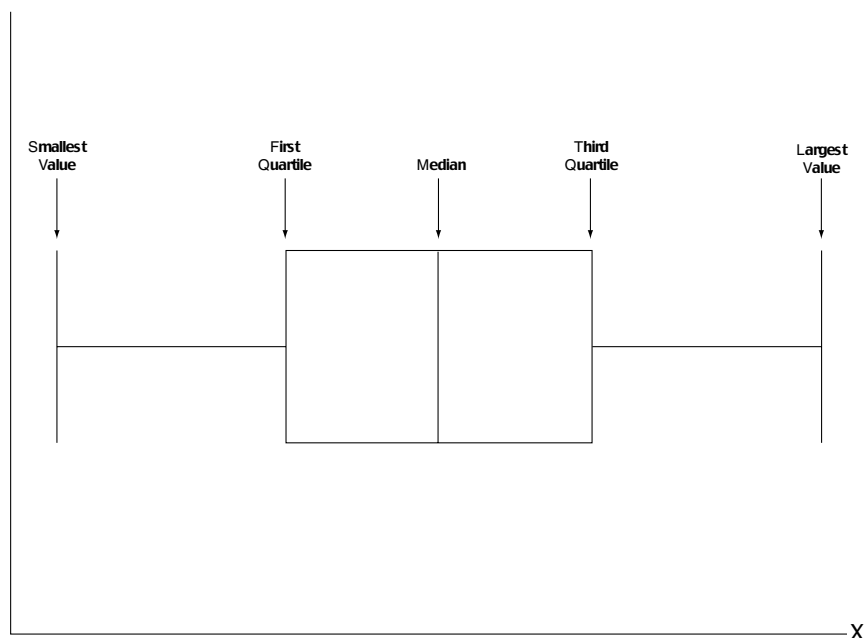 Smallest
Value
First
Quartile
Median
Third
Quartile
Largest
Value
X